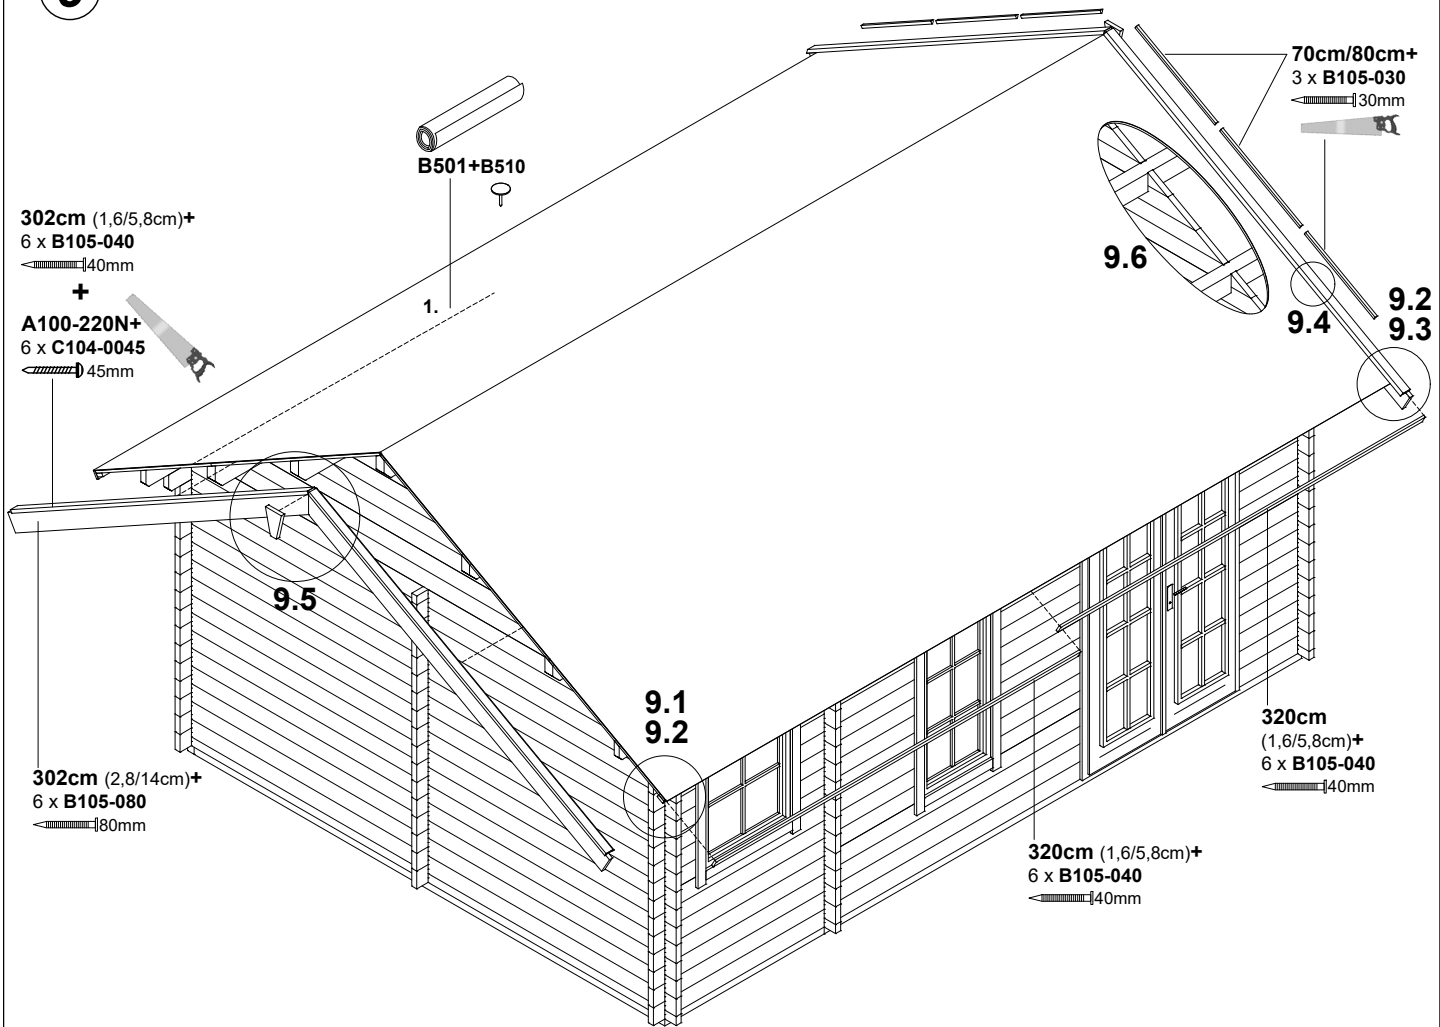 70cm/80cm+
3 x B105-030
30mm
B501+B510
302cm (1,6/5,8cm)+
6 x B105-040
40mm
+
A100-220N+
6 x C104-0045
45mm
1.
9.6
9.4
9.2
9.3
9.5
9.1
9.2
302cm (2,8/14cm)+
6 x B105-080
80mm
320cm
(1,6/5,8cm)+
6 x B105-040
40mm
320cm (1,6/5,8cm)+
6 x B105-040
40mm